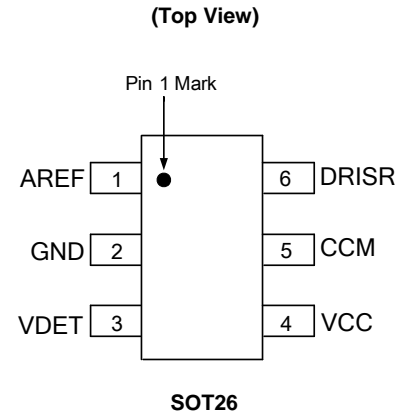 (Top View)
Pin 1 Mark
AREF 1 6 DRISR
GND 2 5 CCM
VDET 3 4 VCC
SOT26